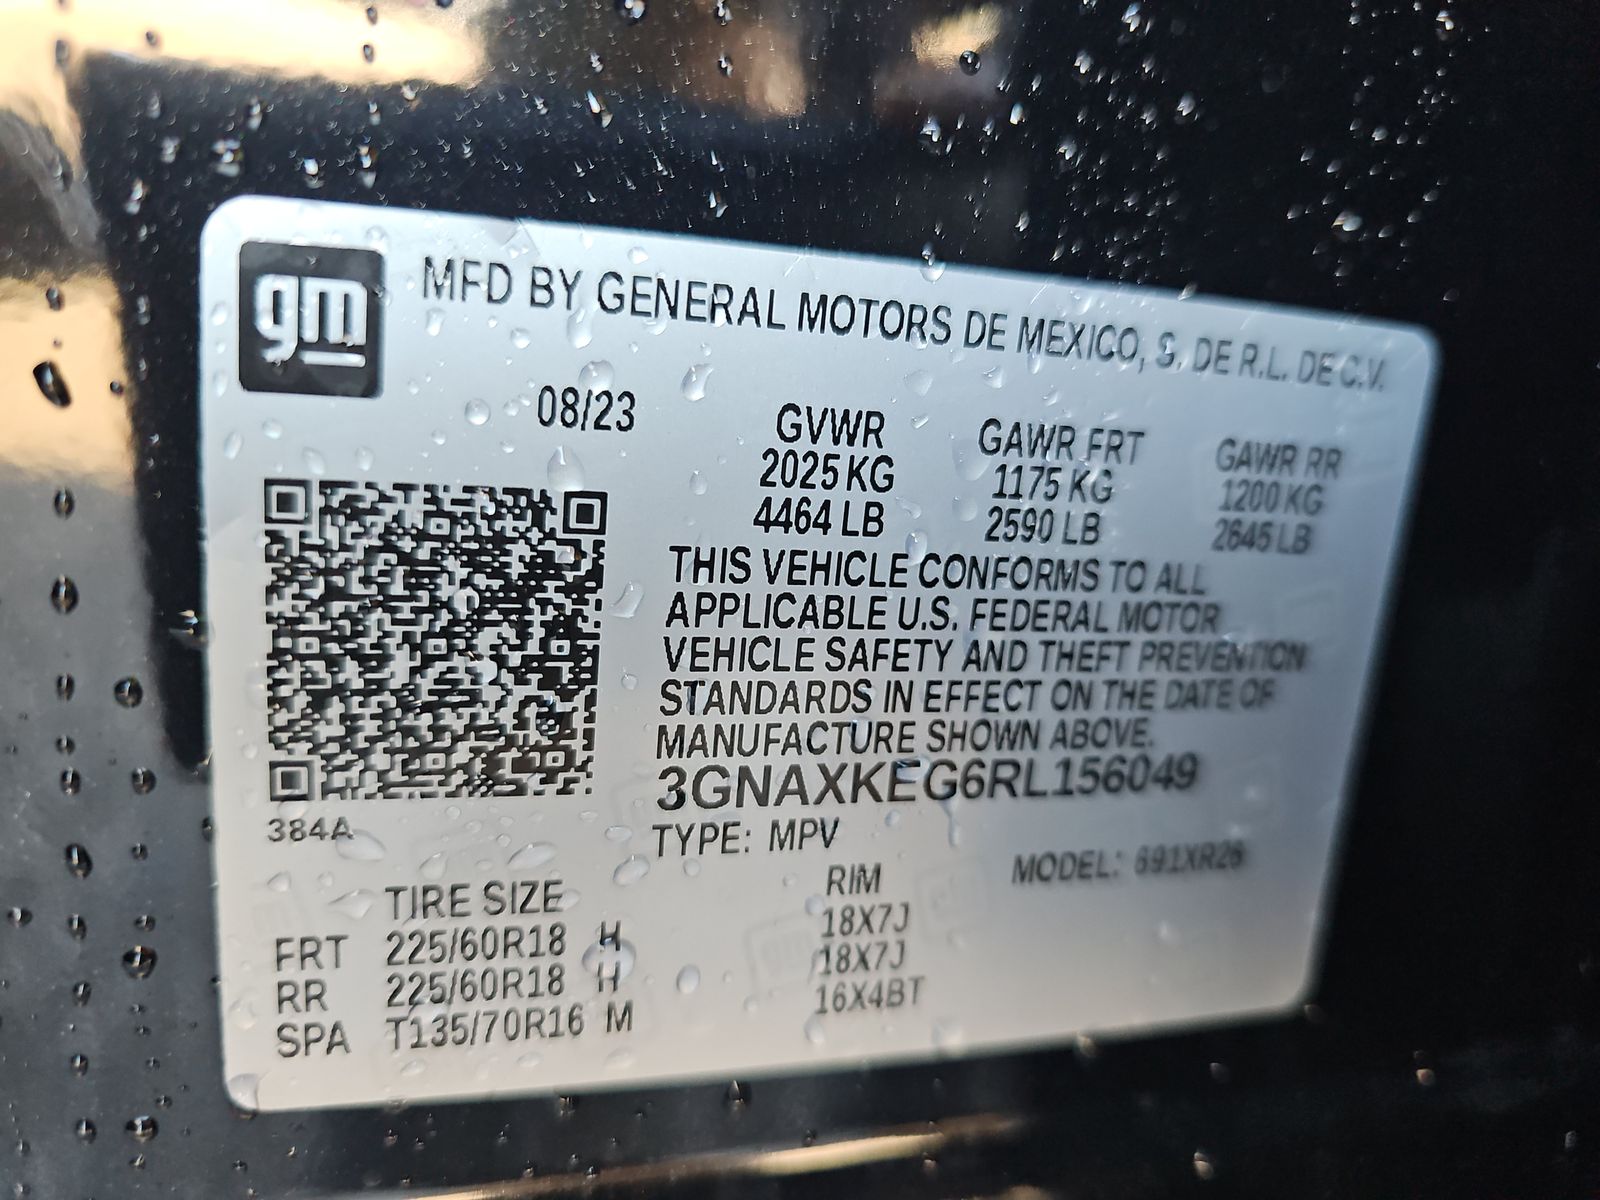 gm
MFD BY GENERAL MOTORS DE MEXICO, S. DE R.L. DE C.V.
08/23
GVWR GAWR FRT GAWR RR
2025 KG 1175 KG 1200 KG
4464 LB 2590 LB 2645 LB
THIS VEHICLE CONFORMS TO ALL
APPLICABLE U.S. FEDERAL MOTOR
VEHICLE SAFETY AND THEFT PREVENTION
STANDARDS IN EFFECT ON THE DATE OF
MANUFACTURE SHOWN ABOVE.
3GNAXKEG6RL156049
384A
TYPE: MPV
MODEL: 691XR26
TIRE SIZE RIM
FRT 225/60R18 H 18X7J
RR 225/60R18 H 18X7J
SPA T135/70R16 M 16X4BT